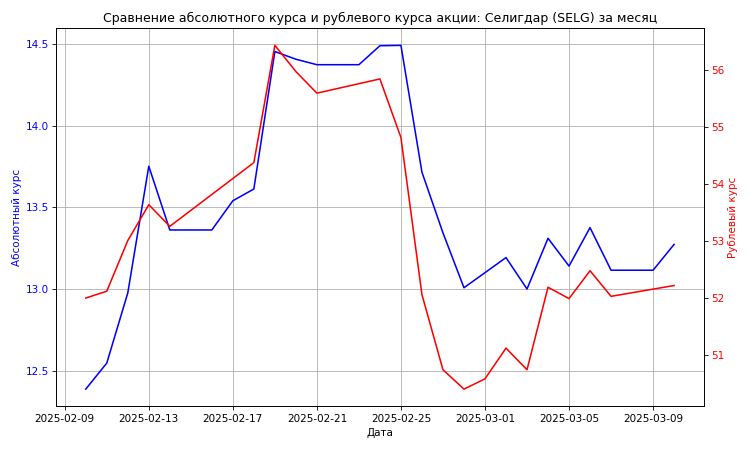 Сравнение абсолютного курса и рублевого курса акции: Селигдар (SELG) за месяц
14.5
14.0
13.5
13.0
12.5
Абсолютный курс
56
55
54
53
52
51
Рублевый курс
2025-02-09 2025-02-13 2025-02-17 2025-02-21 2025-02-25 2025-03-01 2025-03-05 2025-03-09
Дата